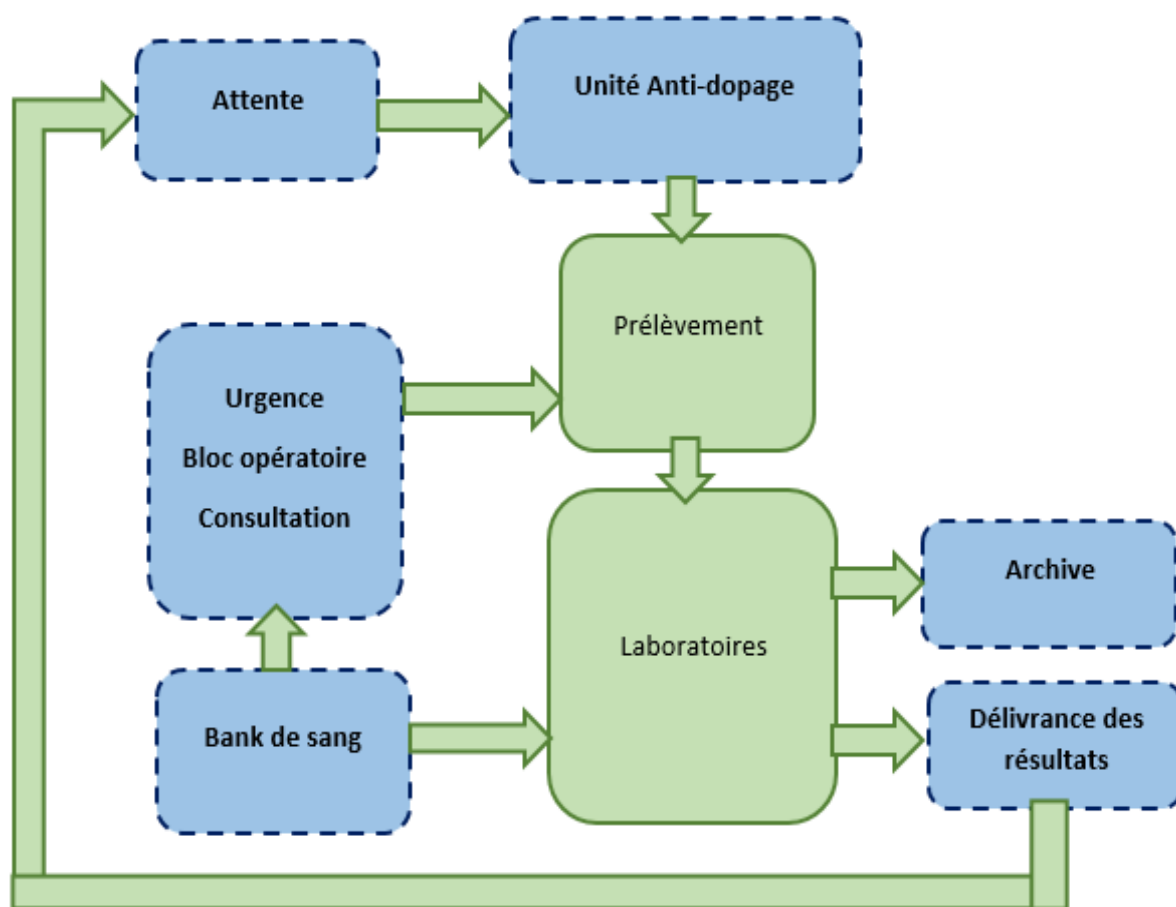 Attente
Unité Anti-dopage
Prélèvement
Urgence
Bloc opératoire
Consultation
Laboratoires
Archive
Bank de sang
Délivrance des
résultats